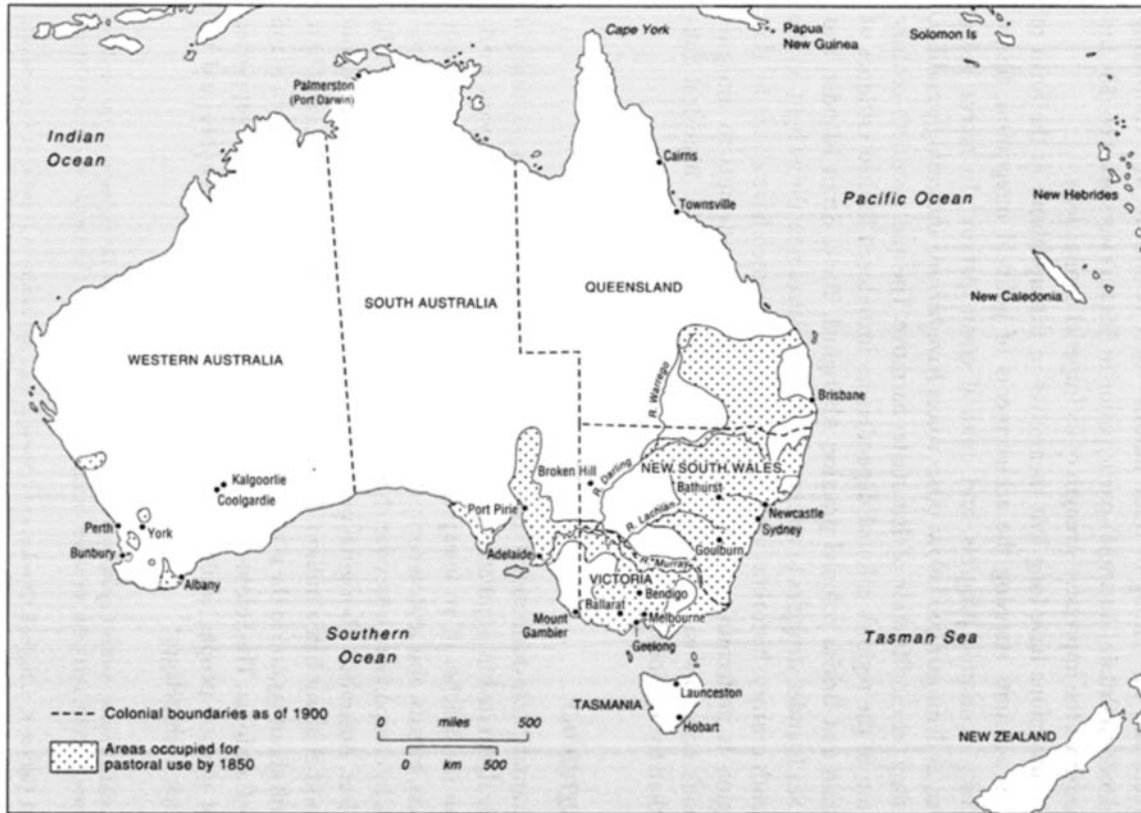 Cape York
Papua
New Guinea
Solomon Is
Palmerston
(Port Darwin)
Indian
Ocean
Cairns
Pacific Ocean
New Hebrides
Townsville
QUEENSLAND
SOUTH AUSTRALIA
New Caledonia
WESTERN AUSTRALIA
R. Warrego
Brisbane
Broken Hill
R. Darling
NEW SOUTH WALES
Kalgoorlie
Coolgardie
Bathurst
Port Pirie
Newcastle
Perth
York
R. Lachlan
Sydney
Bunbury
Adelaide
Goulburn
Albany
R. Murray
VICTORIA
Bendigo
Ballarat
Mount
Gambier
Melbourne
Geelong
Southern
Ocean
Tasman Sea
Launceston
TASMANIA
Hobart
Colonial boundaries as of 1900
0 miles 500
Areas occupied for
pastoral use by 1850
0 km 500
NEW ZEALAND